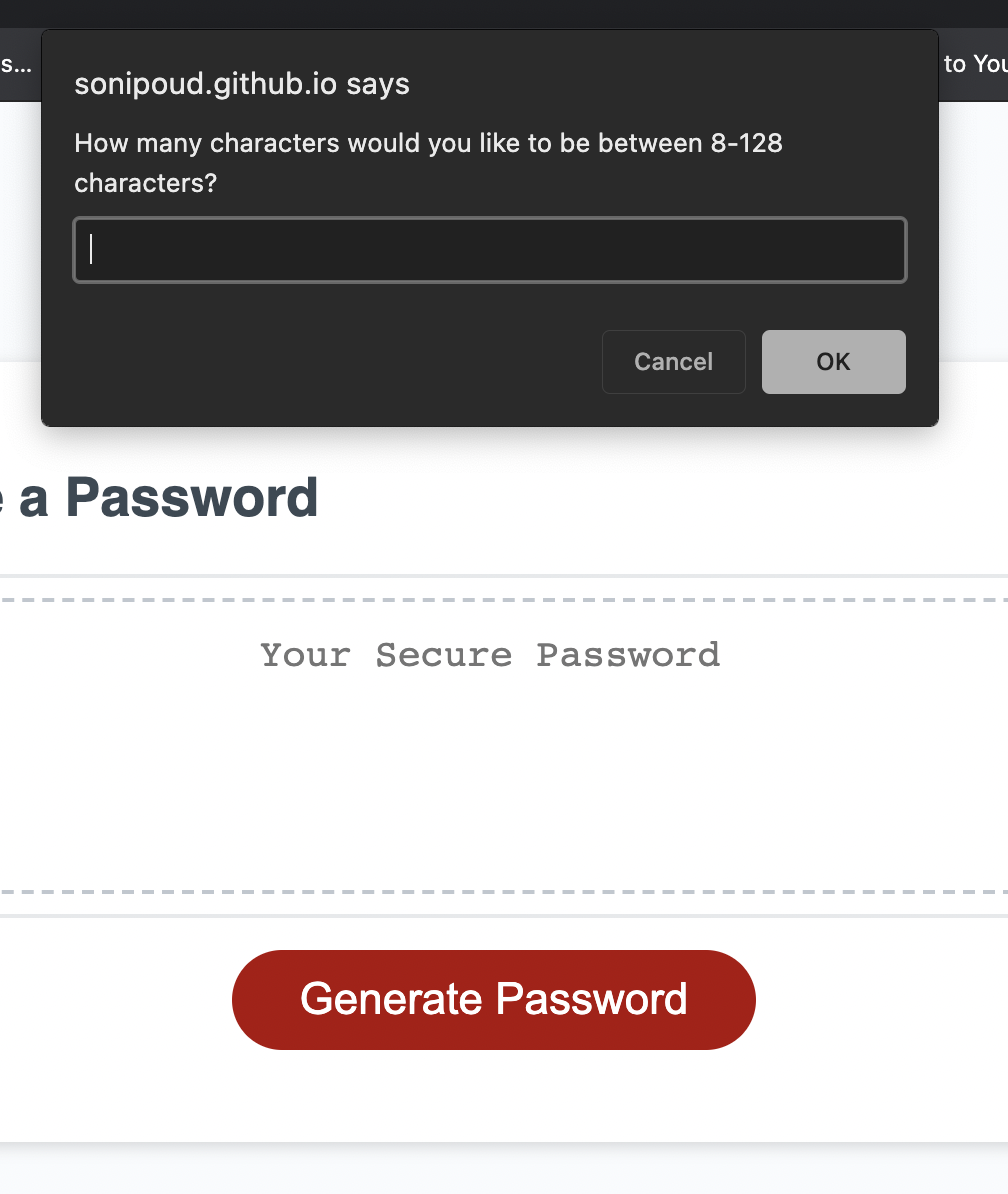 s...
to You
sonipoud.github.io says
How many characters would you like to be between 8-128
characters?
Cancel
OK
a Password
Your Secure Password
Generate Password